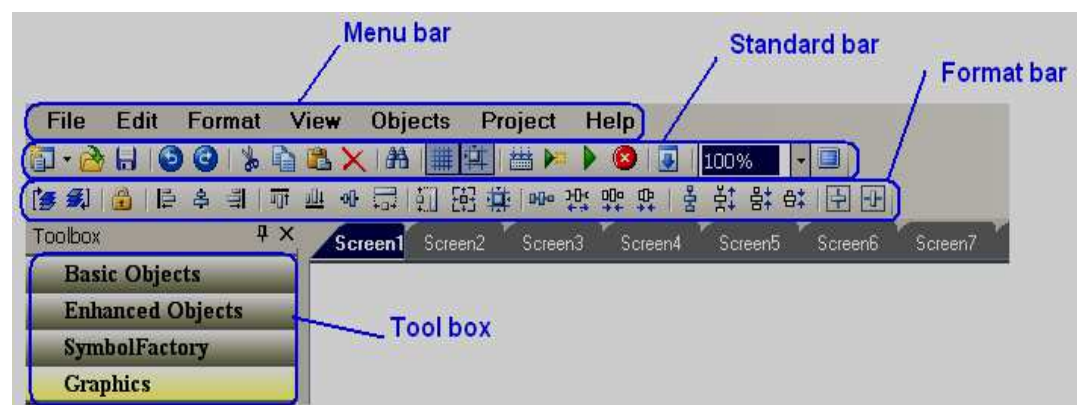 Menu bar
Standard bar
Format bar
File Edit Format View Objects Project Help
100%
Toolbox
Screen1 Screen2 Screen3 Screen4 Screen5 Screen6 Screen7
Basic Objects
Enhanced Objects
SymbolFactory
Graphics
Tool box